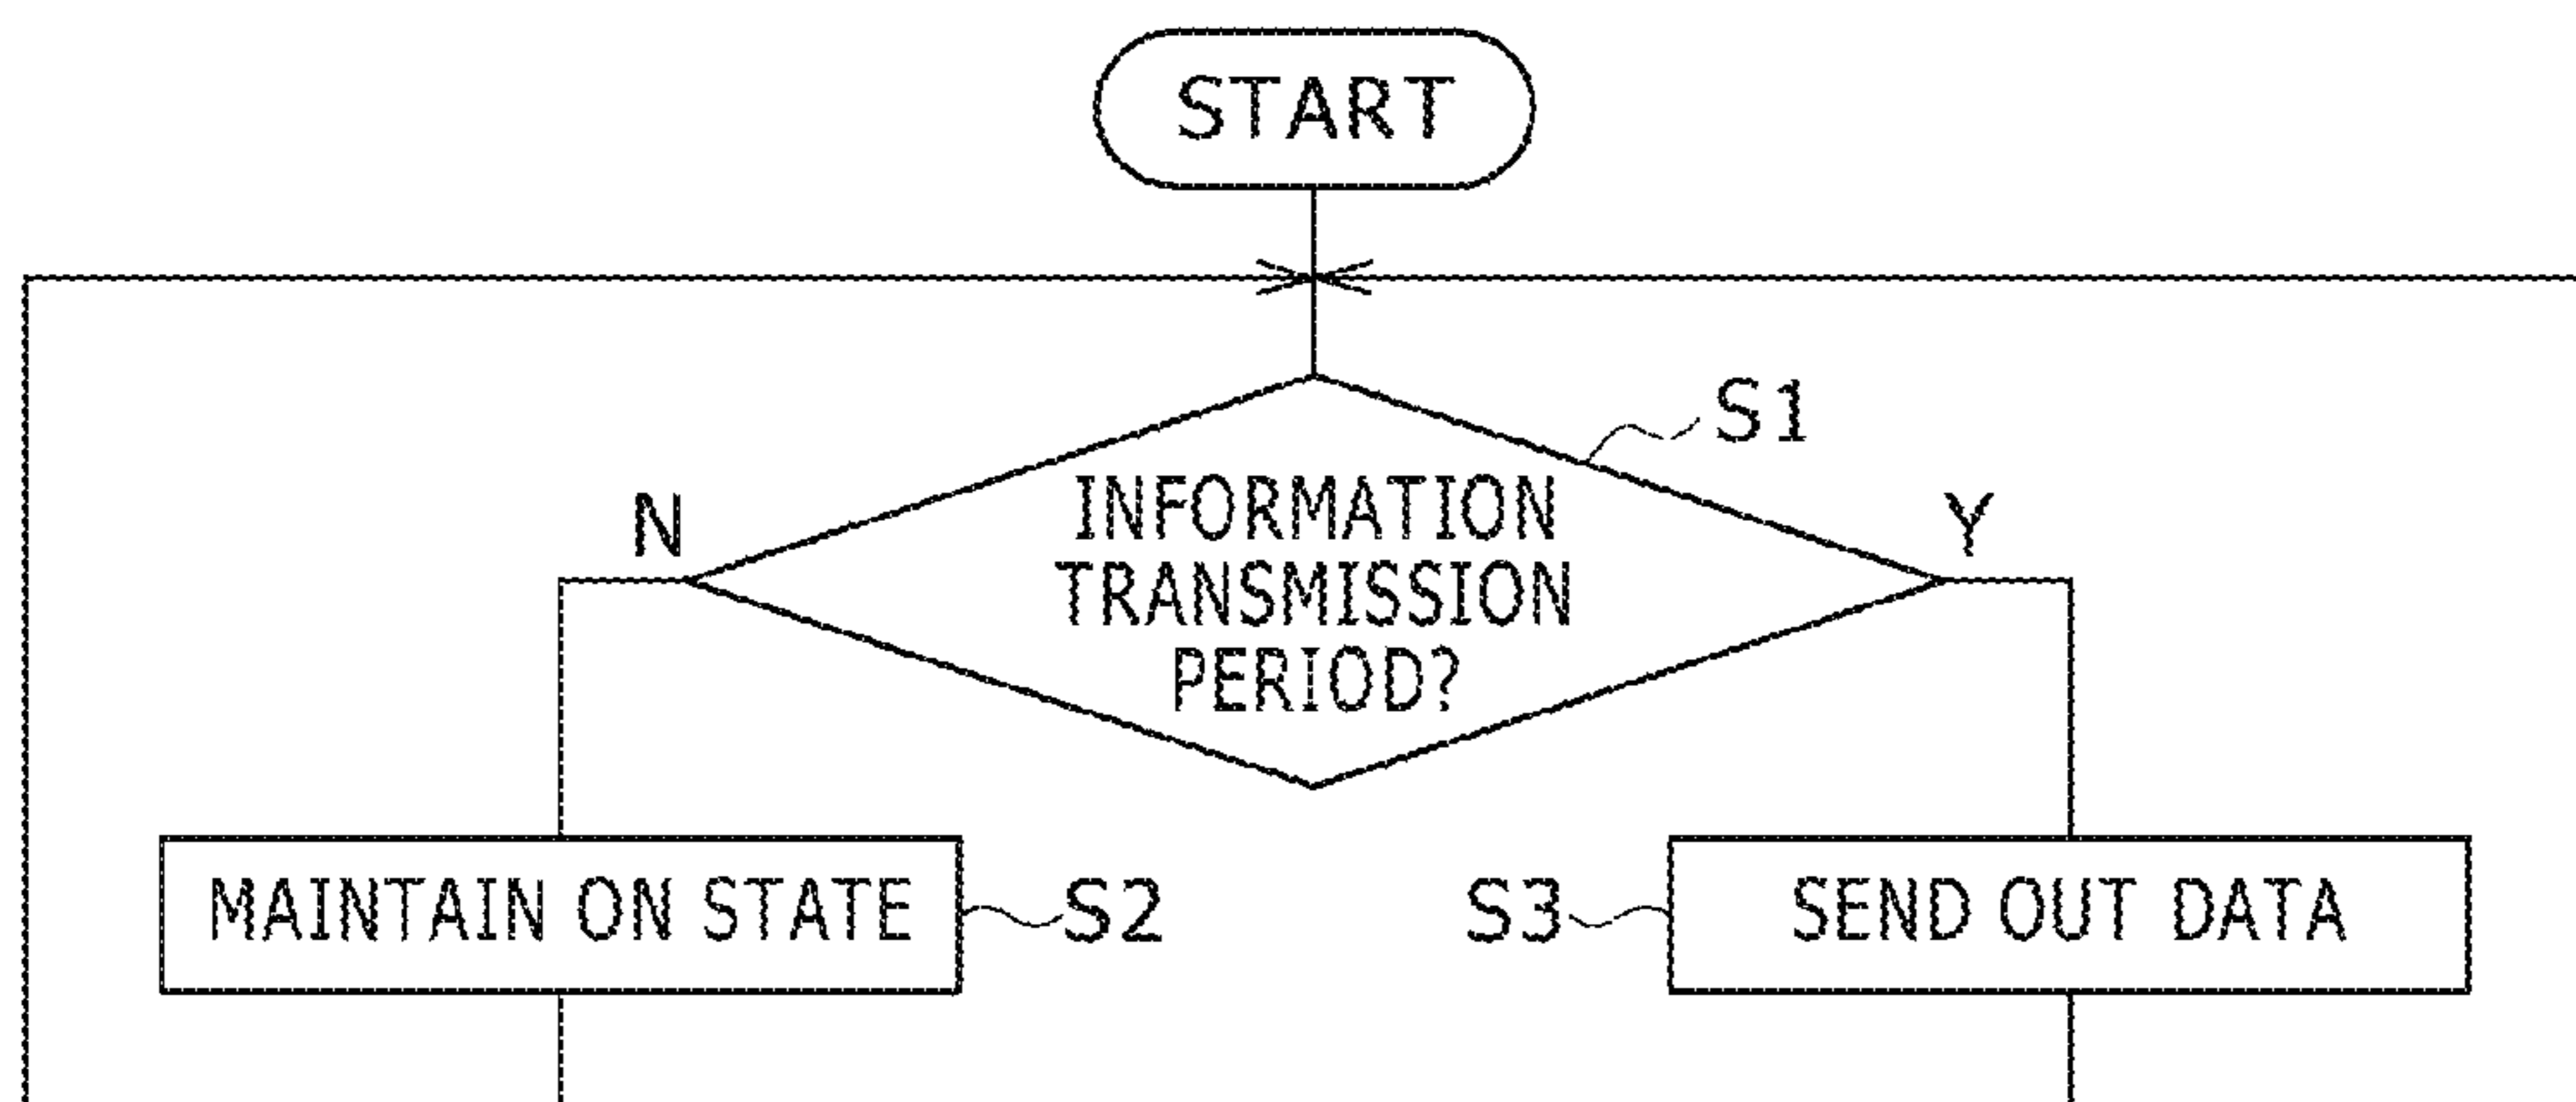 START
S1
N
Y
INFORMATION
TRANSMISSION
PERIOD?
MAINTAIN ON STATE
S2
S3
SEND OUT DATA